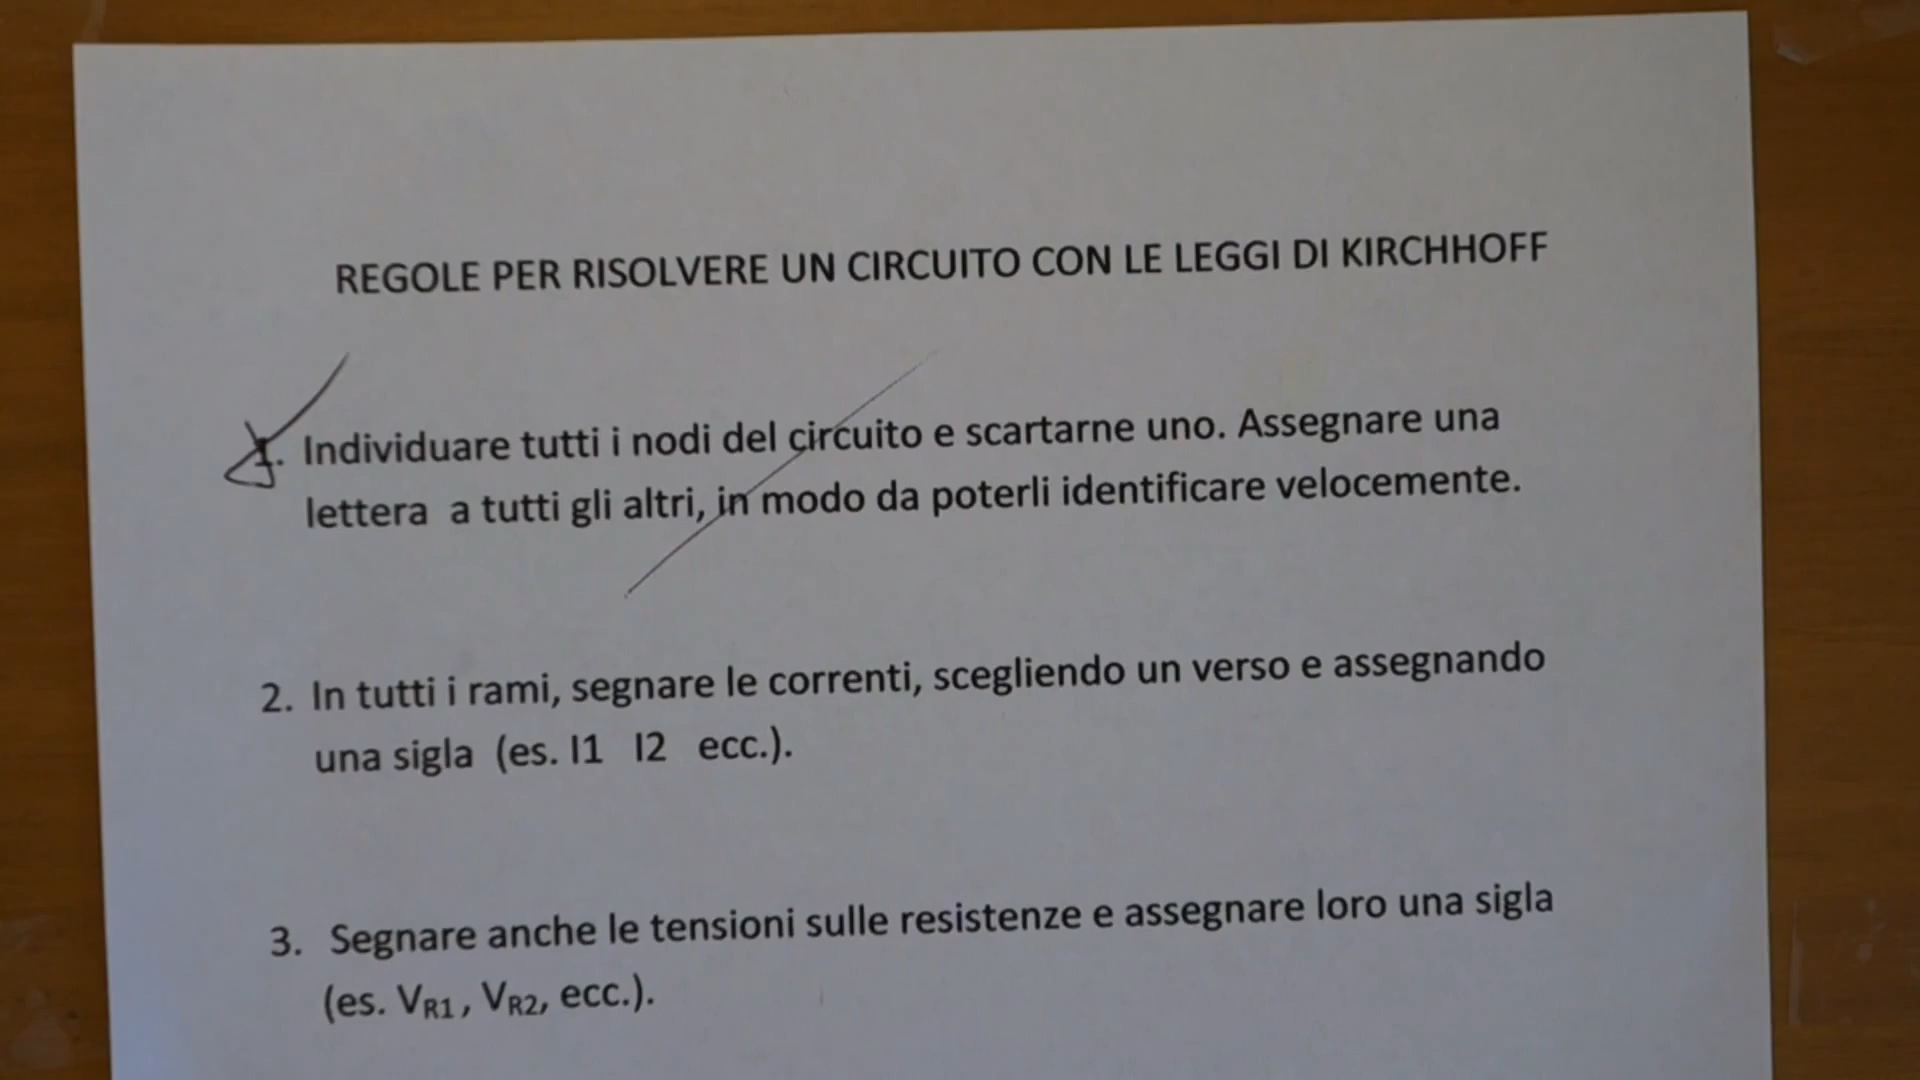 REGOLE PER RISOLVERE UN CIRCUITO CON LE LEGGI DI KIRCHHOFF
1. Individuare tutti i nodi del circuito e scartarne uno. Assegnare una
lettera a tutti gli altri, in modo da poterli identificare velocemente.
2. In tutti i rami, segnare le correnti, scegliendo un verso e assegnando
una sigla (es. I1 I2 ecc.).
3. Segnare anche le tensioni sulle resistenze e assegnare loro una sigla
(es. VR1, VR2, ecc.).